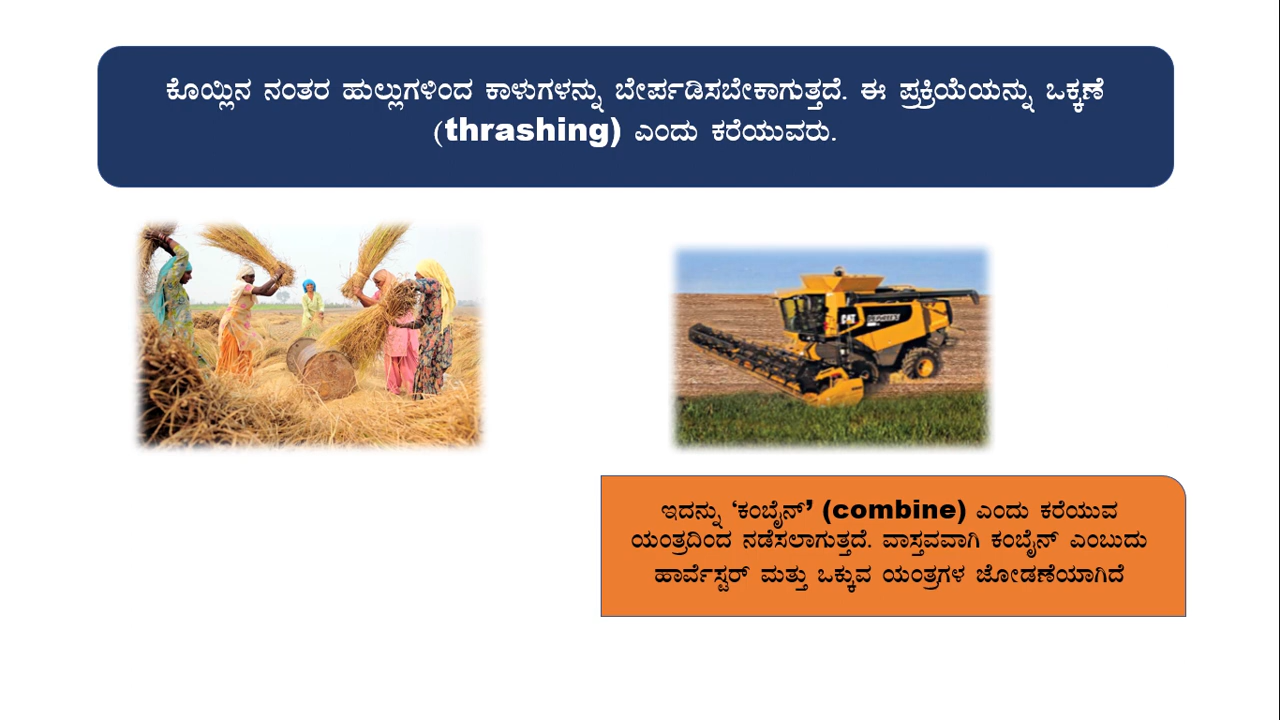 ಕೊಯ್ಲಿನ ನಂತರ ಹುಲ್ಲುಗಳಿಂದ ಕಾಳುಗಳನ್ನು ಬೇರ್ಪಡಿಸಬೇಕಾಗುತ್ತದೆ. ಈ ಪ್ರಕ್ರಿಯೆಯನ್ನು ಒಕ್ಕಣೆ
(thrashing) ಎಂದು ಕರೆಯುವರು.
CAT
ಇದನ್ನು ‘ಕಂಬೈನ್’ (combine) ಎಂದು ಕರೆಯುವ
ಯಂತ್ರದಿಂದ ನಡೆಸಲಾಗುತ್ತದೆ. ವಾಸ್ತವವಾಗಿ ಕಂಬೈನ್ ಎಂಬುದು
ಹಾರ್ವೆಸ್ಟರ್ ಮತ್ತು ಒಕ್ಕುವ ಯಂತ್ರಗಳ ಜೋಡಣೆಯಾಗಿದೆ